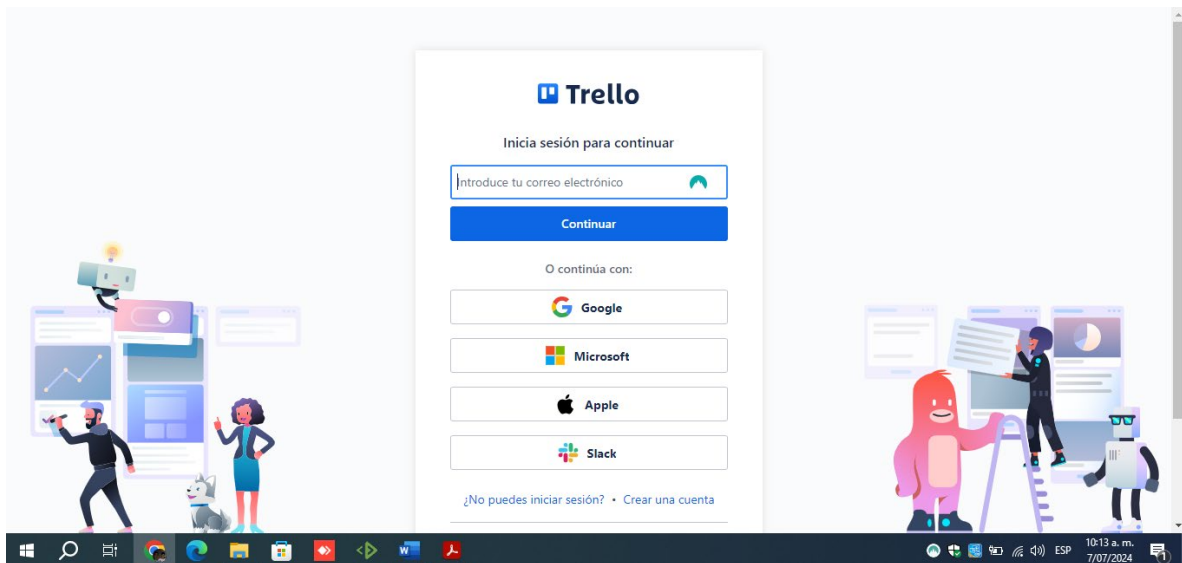 Trello
Inicia sesión para continuar
Introduce tu correo electrónico
Continuar
O continúa con:
Google
Microsoft
Apple
Slack
¿No puedes iniciar sesión? • Crear una cuenta
ESP
10:13 a. m.
7/07/2024
1